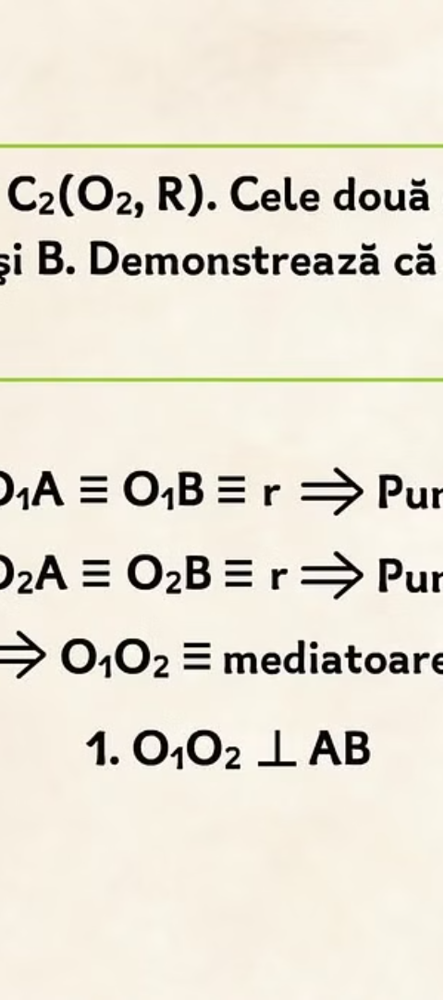 C₂(O₂, R). Cele două
şi B. Demonstrează că
O₁A ≡ O₁B ≡ r ⟹ Pun
O₂A ≡ O₂B ≡ r ⟹ Pun
⟹ O₁O₂ ≡ mediatoare
1. O₁O₂ ⊥ AB